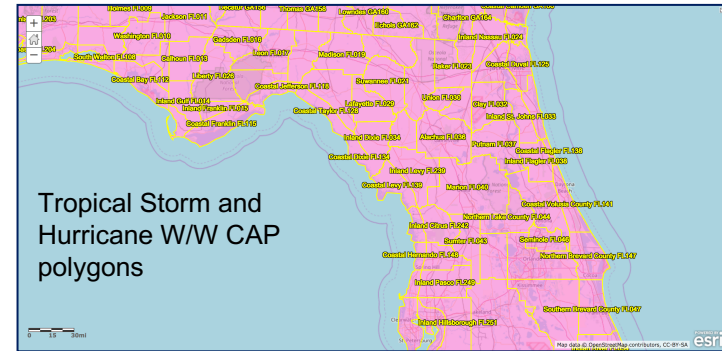 Holmes FL009
Decatur GA156
Thomas GA158
Lowndes GA160
Jackson FL011
Echols GA162
Charlton GA164
+
Washington FL010
Gadsden FL016
Inland Nassau FL024
South Walton FL108
Calhoun FL013
Leon FL017
Madison FL019
Baker FL023
Coastal Duval FL125
−
Coastal Bay FL112
Liberty FL026
Coastal Jefferson FL118
Suwannee FL021
Inland Gulf FL014
Inland Franklin FL015
Lafayette FL029
Union FL030
Clay FL032
Coastal Taylor FL128
Inland St. Johns FL033
Coastal Franklin FL115
Inland Dixie FL034
Alachua FL036
Putnam FL037
Coastal Flagler FL138
Coastal Dixie FL134
Inland Flagler FL038
Inland Levy FL239
Coastal Levy FL139
Marion FL040
Tropical Storm and
Hurricane W/W CAP
polygons
Coastal Volusia County FL141
Northern Lake County FL044
Inland Citrus FL242
Sumter FL043
Seminole FL046
Coastal Hernando FL148
Northern Brevard County FL147
Inland Pasco FL249
Southern Brevard County FL047
Inland Hillsborough FL251
0 15 30mi
Map data © OpenStreetMap contributors, CC-BY-SA
esri